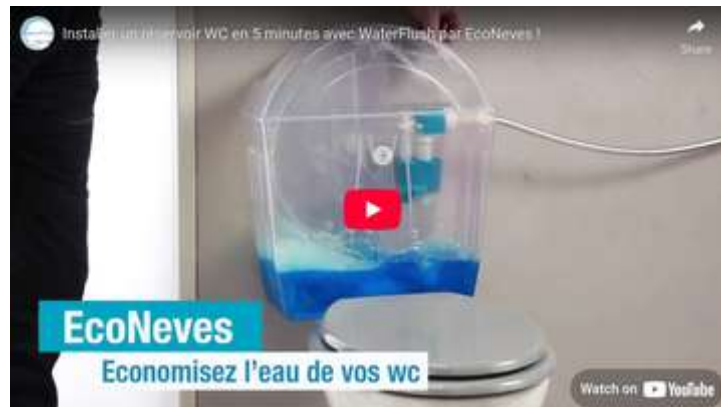 Installer un réservoir WC en 5 minutes avec WaterFlush par EcoNeves !
Share
EcoNeves
Economisez l'eau de vos wc
Watch on YouTube